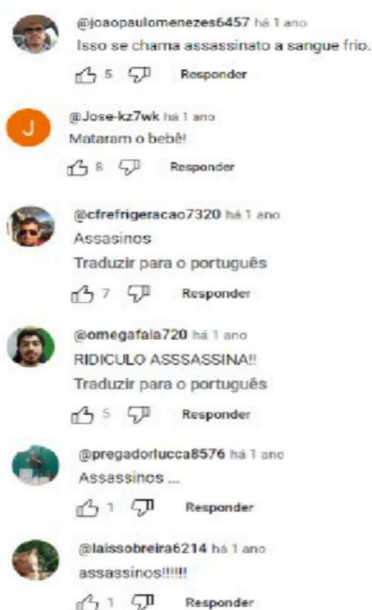 @joaopaulomenezes6457 há 1 ano
Isso se chama assassinato a sangue frio.
5 Responder
J
@Jose-kz7wk há 1 ano
Mataram o bebê!
8 Responder
@cfrefrigeracao7320 há 1 ano
Assasinos
Traduzir para o português
7 Responder
@omegafala720 há 1 ano
RIDICULO ASSSASSINA!!
Traduzir para o português
5 Responder
@pregadorlucca8576 há 1 ano
Assassinos ...
1 Responder
@laissobreira6214 há 1 ano
assassinos!!!!!!
1 Responder